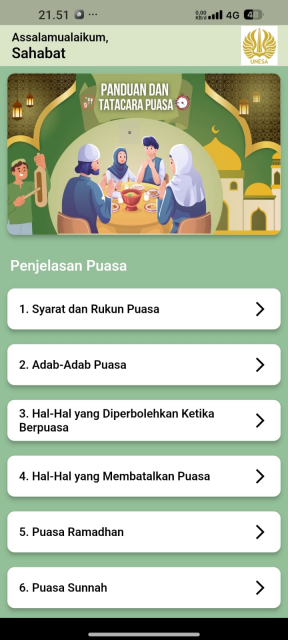 21.51
0,00
KB/d
4G
Assalamualaikum,
Sahabat
UNESA
PANDUAN DAN
TATACARA PUASA
Penjelasan Puasa
1. Syarat dan Rukun Puasa
2. Adab-Adab Puasa
3. Hal-Hal yang Diperbolehkan Ketika
Berpuasa
4. Hal-Hal yang Membatalkan Puasa
5. Puasa Ramadhan
6. Puasa Sunnah